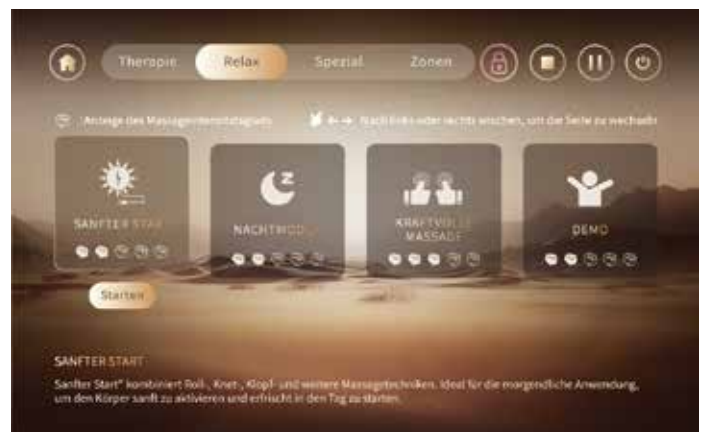 Therapie Relax Spezial Zonen
Anzeige des Massageintensitätsgrads Nach links oder rechts wischen, um die Seite zu wechseln
SANFTER START
NACHTMODUS
KRAFTVOLLE
MASSAGE
DEMO
Starten
SANFTER START
Sanfter Start" kombiniert Roll-, Knet-, Klopf- und weitere Massagetechniken. Ideal für die morgendliche Anwendung,
um den Körper sanft zu aktivieren und erfrischt in den Tag zu starten.